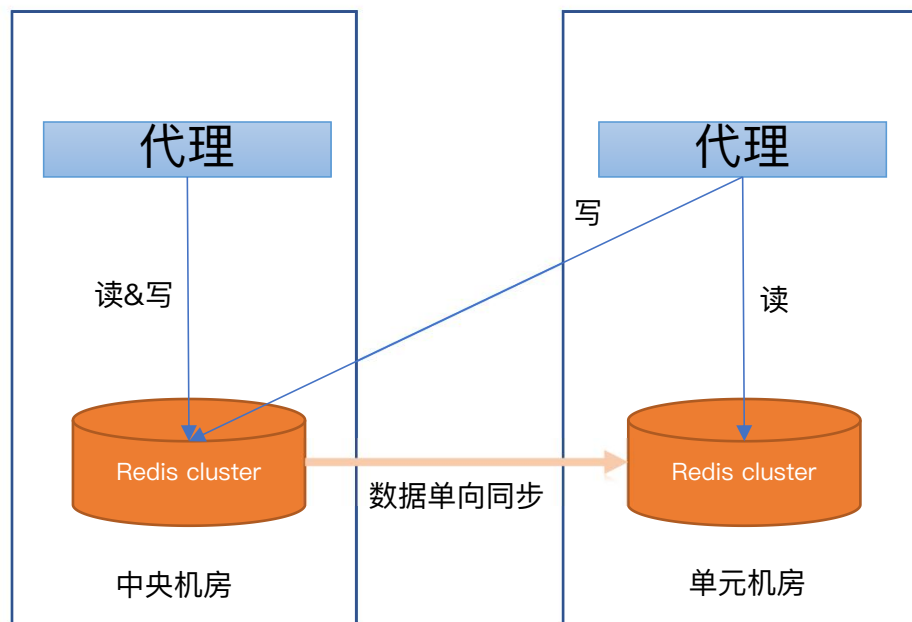 代理
代理
写
读&写
读
Redis cluster
Redis cluster
数据单向同步
中央机房
单元机房